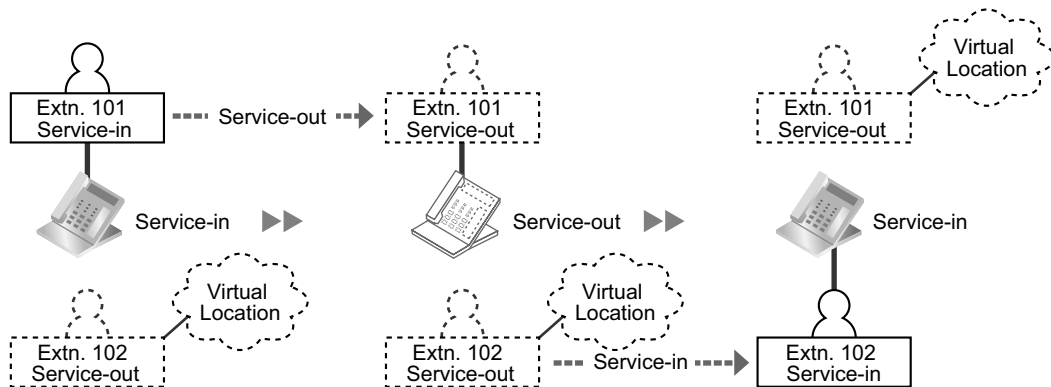 Virtual
Location
Extn. 101
Service-in
Service-out
Extn. 101
Service-out
Extn. 101
Service-out
Service-in
Service-out
Service-in
Virtual
Location
Virtual
Location
Extn. 102
Service-out
Extn. 102
Service-out
Service-in
Extn. 102
Service-in